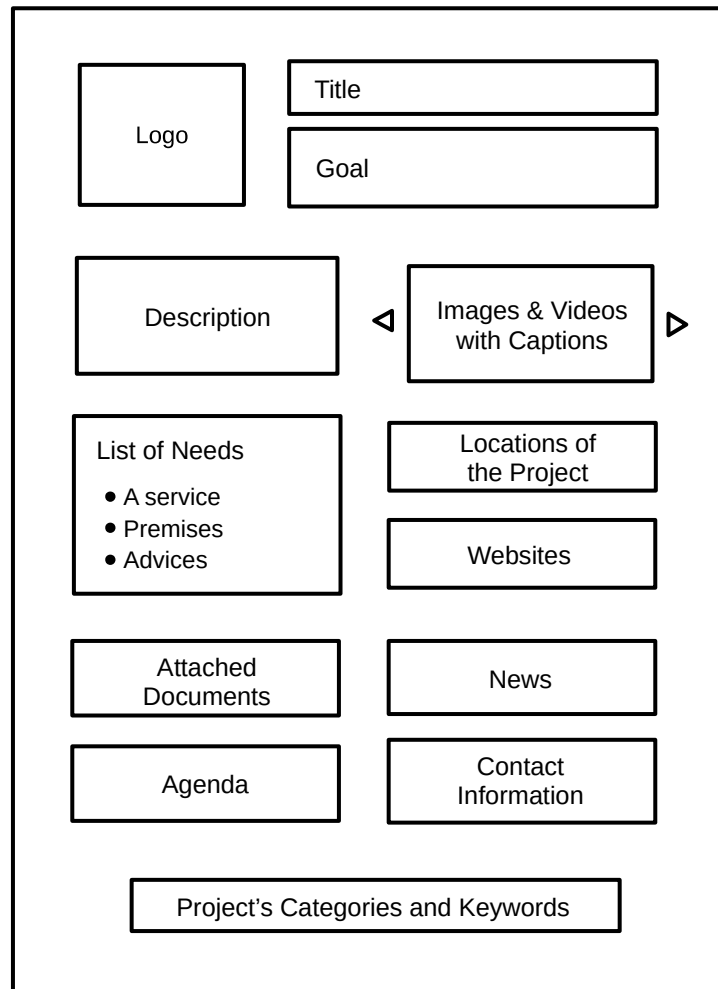 Logo
Title
Goal
Description
Images & Videos
with Captions
List of Needs
• A service
• Premises
• Advices
Locations of
the Project
Websites
Attached
Documents
News
Agenda
Contact
Information
Project’s Categories and Keywords